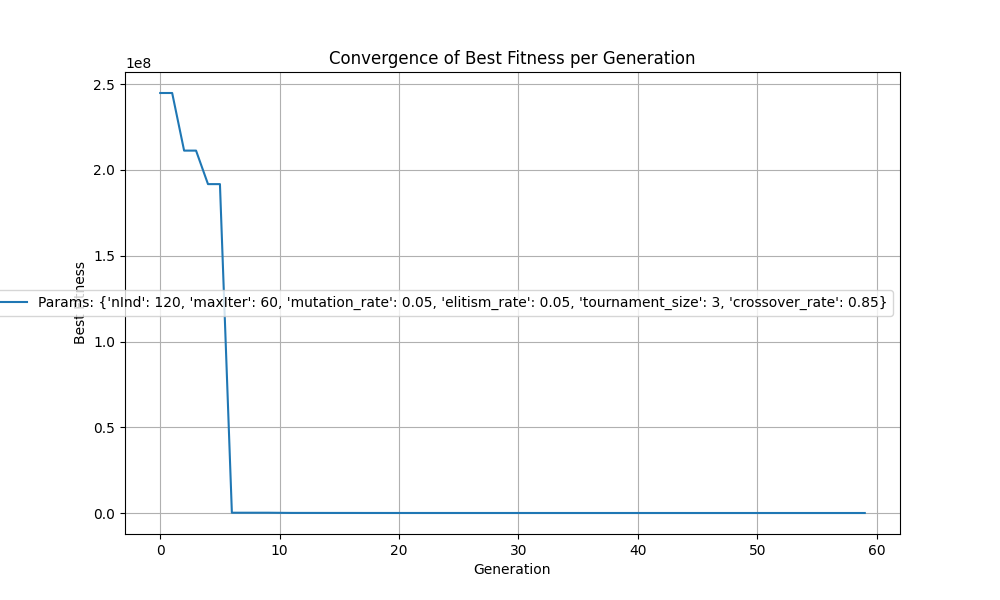 Convergence of Best Fitness per Generation
1e8
2.5
2.0
1.5
1.0
0.5
0.0
Best Fitness
Params: {'nInd': 120, 'maxIter': 60, 'mutation_rate': 0.05, 'elitism_rate': 0.05, 'tournament_size': 3, 'crossover_rate': 0.85}
0 10 20 30 40 50 60
Generation